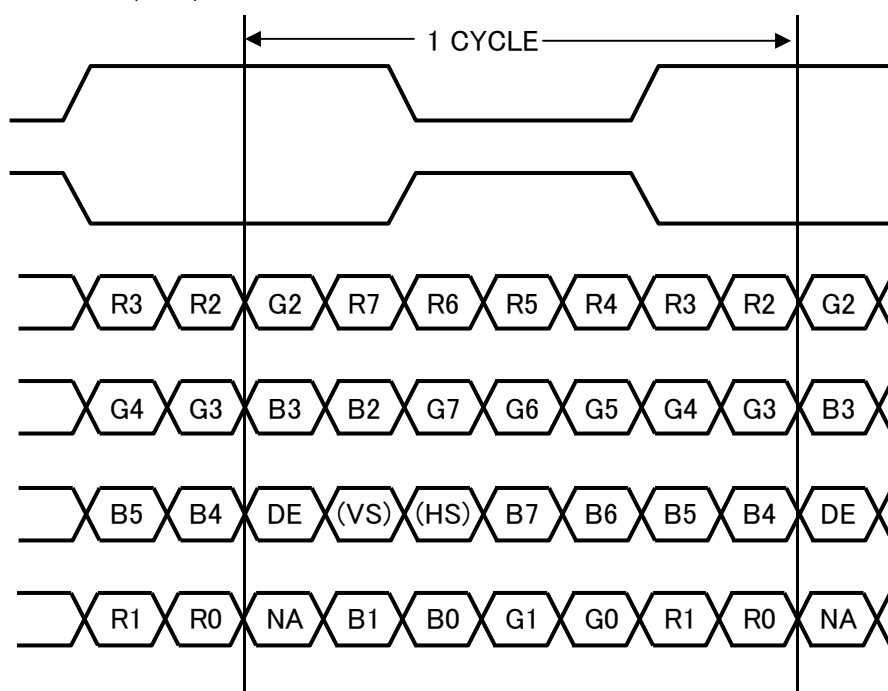 1 CYCLE
R3 R2 G2 R7 R6 R5 R4 R3 R2 G2
G4 G3 B3 B2 G7 G6 G5 G4 G3 B3
B5 B4 DE (VS) (HS) B7 B6 B5 B4 DE
R1 R0 NA B1 B0 G1 G0 R1 R0 NA